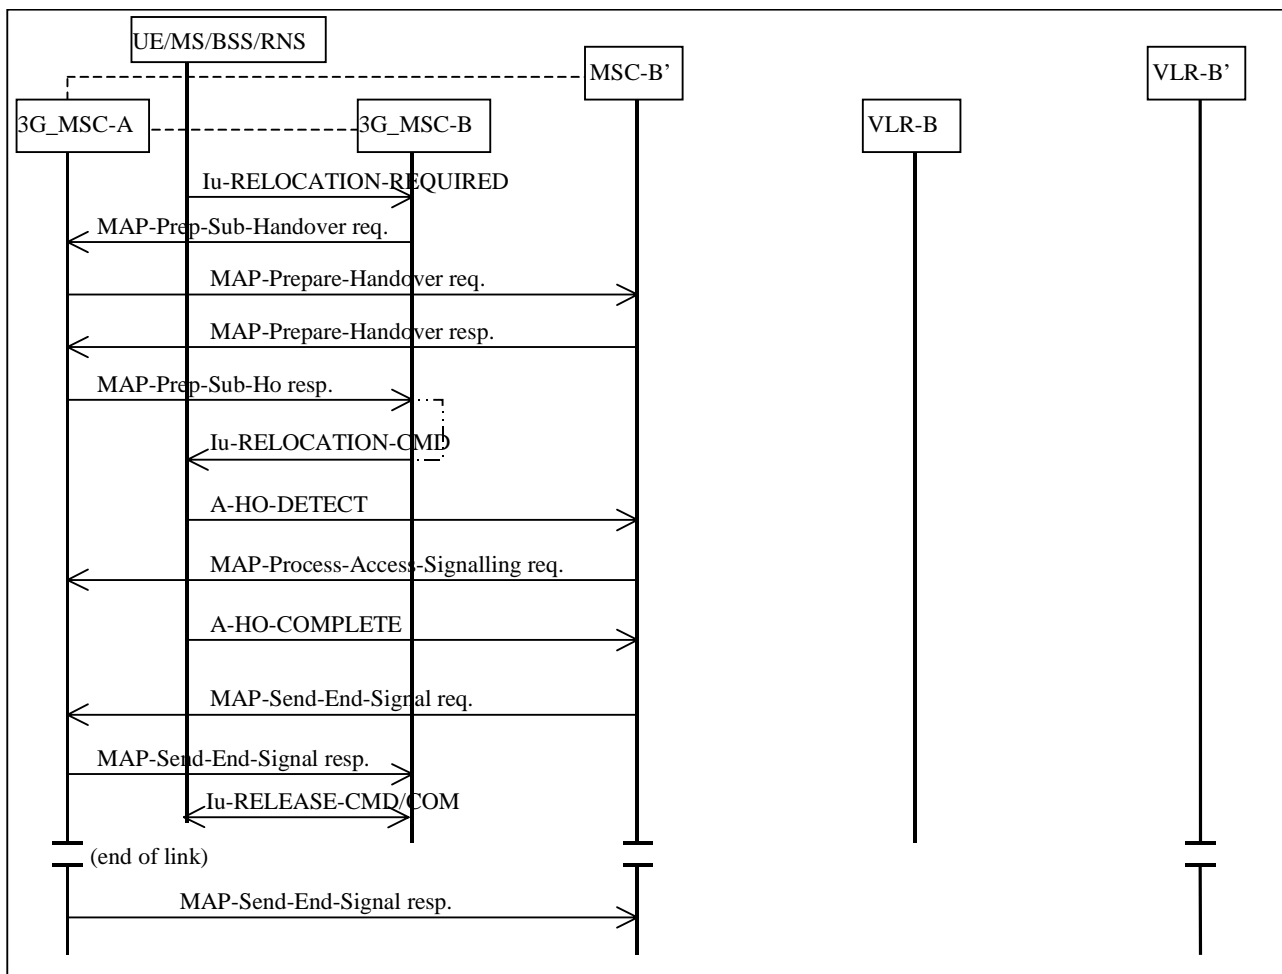 UE/MS/BSS/RNS
MSC-B’
VLR-B’
3G_MSC-A
3G_MSC-B
VLR-B
Iu-RELOCATION-REQUIRED
MAP-Prep-Sub-Handover req.
MAP-Prepare-Handover req.
MAP-Prepare-Handover resp.
MAP-Prep-Sub-Ho resp.
Iu-RELOCATION-CMD
A-HO-DETECT
MAP-Process-Access-Signalling req.
A-HO-COMPLETE
MAP-Send-End-Signal req.
MAP-Send-End-Signal resp.
Iu-RELEASE-CMD/COM
(end of link)
MAP-Send-End-Signal resp.